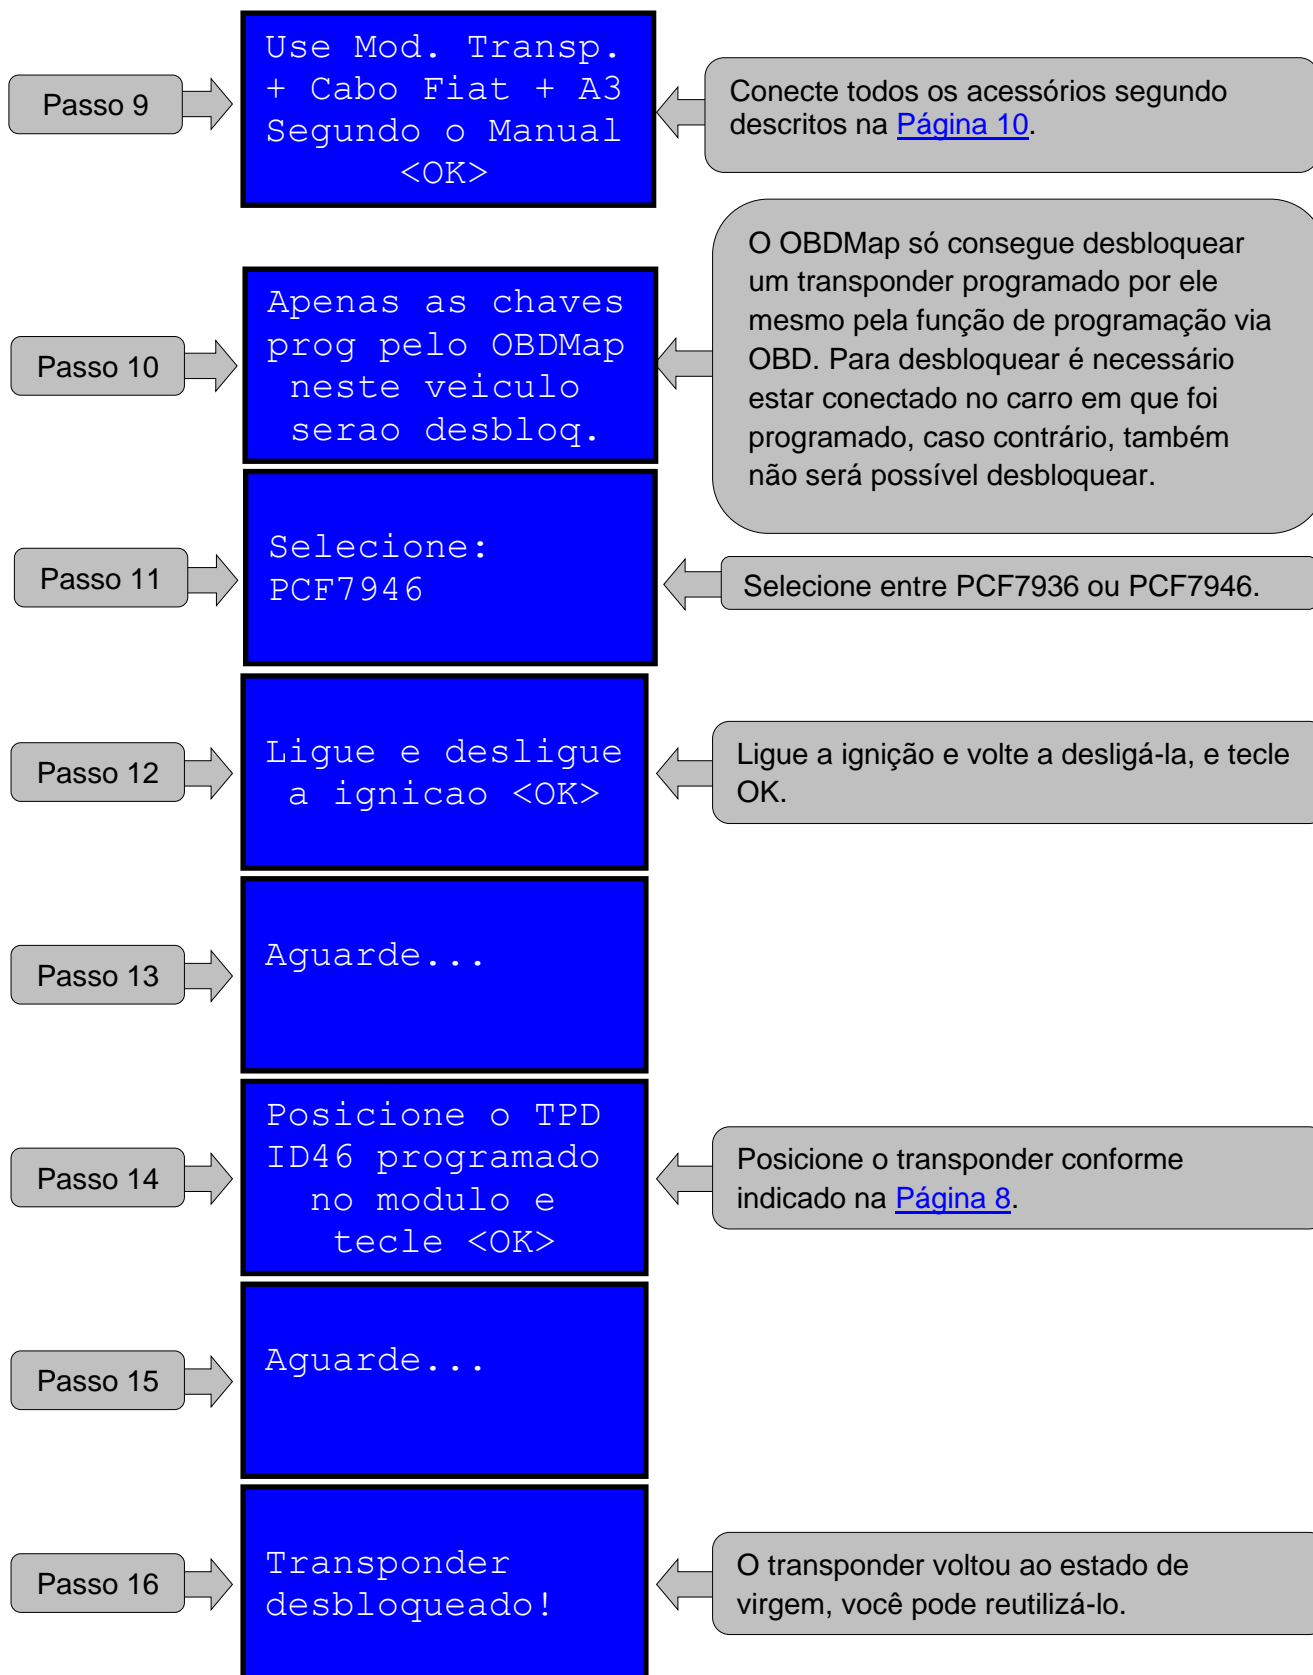 Passo 9
Use Mod. Transp.
+ Cabo Fiat + A3
Segundo o Manual
<OK>
Conecte todos os acessórios segundo
descritos na Página 10.
Passo 10
Apenas as chaves
prog pelo OBDMap
neste veiculo
serao desbloq.
O OBDMap só consegue desbloquear
um transponder programado por ele
mesmo pela função de programação via
OBD. Para desbloquear é necessário
estar conectado no carro em que foi
programado, caso contrário, também
não será possível desbloquear.
Passo 11
Selecione:
PCF7946
Selecione entre PCF7936 ou PCF7946.
Passo 12
Ligue e desligue
a ignicao <OK>
Ligue a ignição e volte a desligá-la, e tecle
OK.
Passo 13
Aguarde...
Passo 14
Posicione o TPD
ID46 programado
no modulo e
tecle <OK>
Posicione o transponder conforme
indicado na Página 8.
Passo 15
Aguarde...
Passo 16
Transponder
desbloqueado!
O transponder voltou ao estado de
virgem, você pode reutilizá-lo.